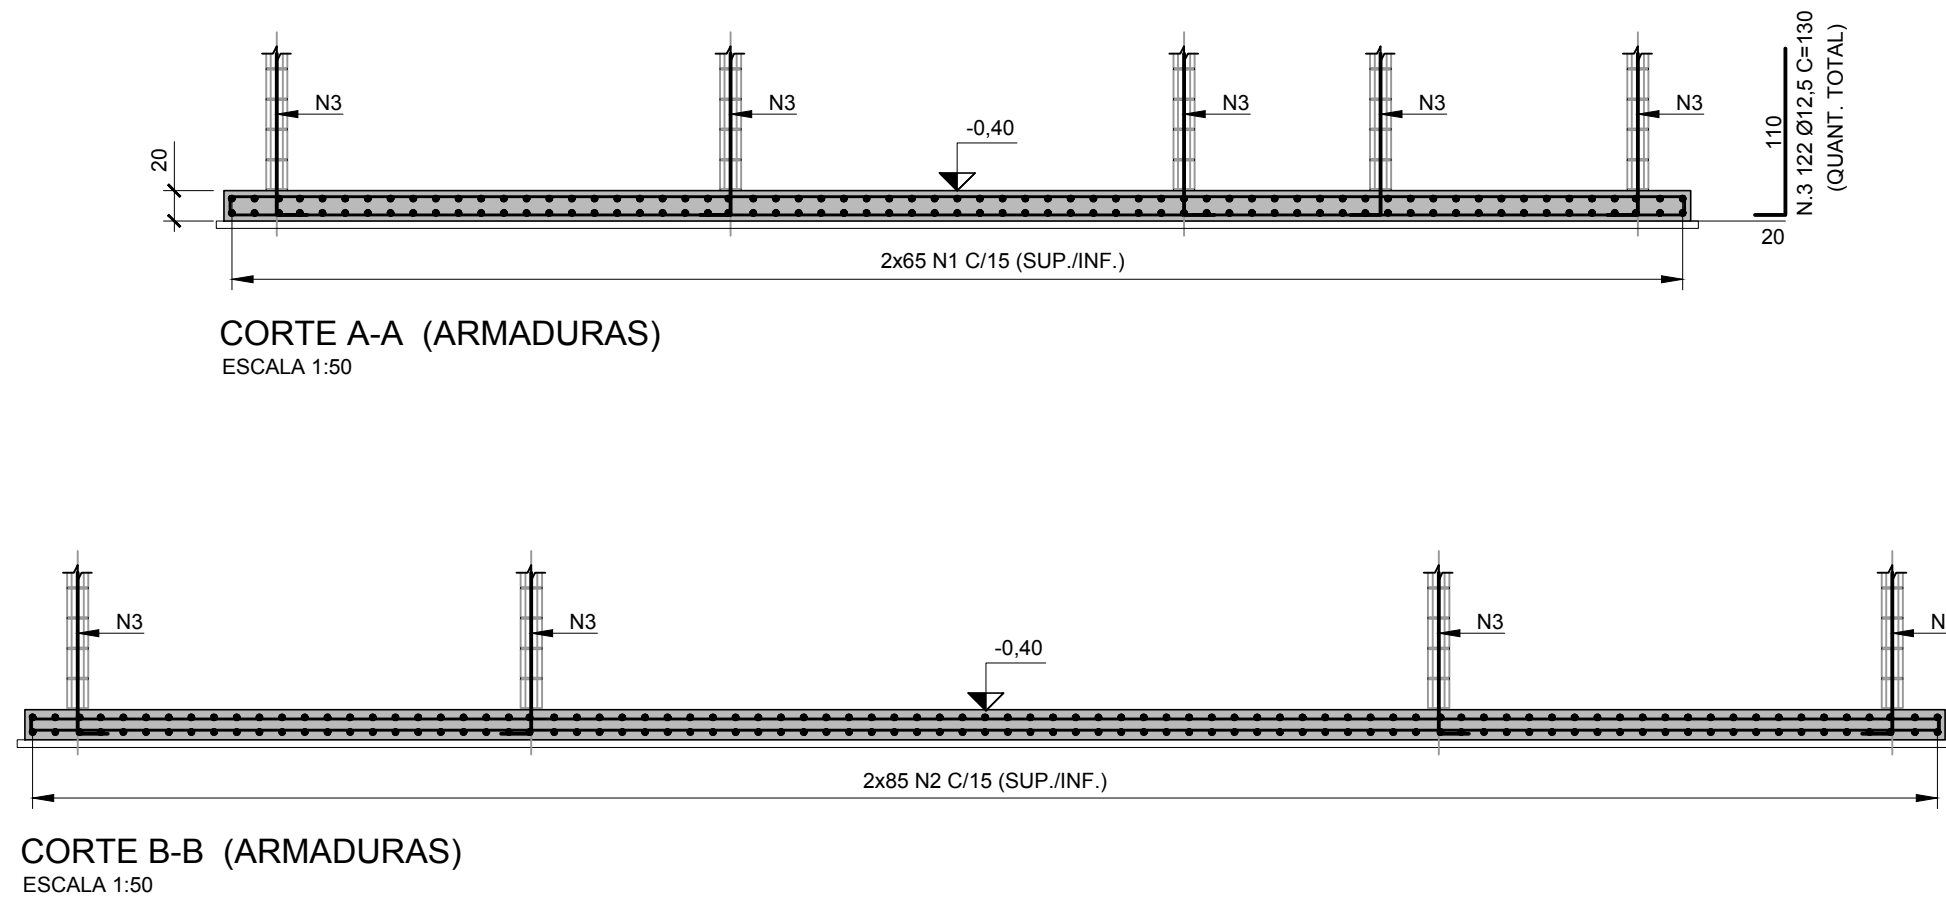 N3
N3
N3
N3
N3
-0,40
20
110
N.3 122 Ø12,5 C=130
(QUANT. TOTAL)
20
2x65 N1 C/15 (SUP./INF.)
CORTE A-A (ARMADURAS)
ESCALA 1:50
N3
N3
N3
N
-0,40
2x85 N2 C/15 (SUP./INF.)
CORTE B-B (ARMADURAS)
ESCALA 1:50